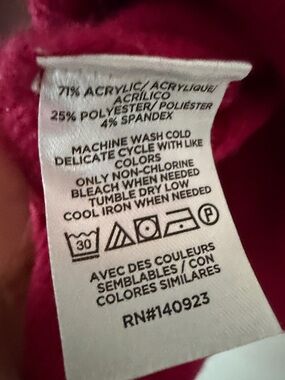 71% ACRYLIC/ ACRYLIQUE/
ACRÍLICO
25% POLYESTER/ POLIÉSTER
4% SPANDEX
MACHINE WASH COLD
DELICATE CYCLE WITH LIKE
COLORS
ONLY NON-CHLORINE
BLEACH WHEN NEEDED
TUMBLE DRY LOW
COOL IRON WHEN NEEDED
30 P
AVEC DES COULEURS
SEMBLABLES / CON
COLORES SIMILARES
RN#140923